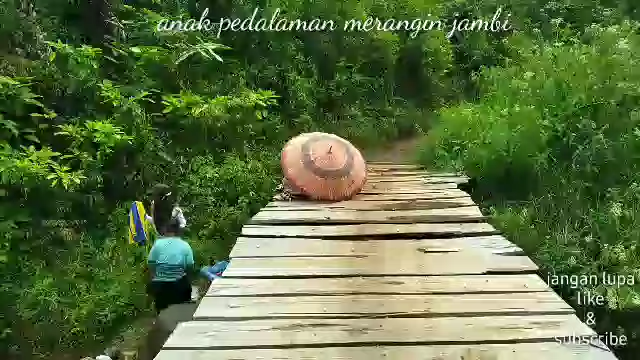 anak pedalaman merangin jambi
jangan lupa
like
&
subscribe